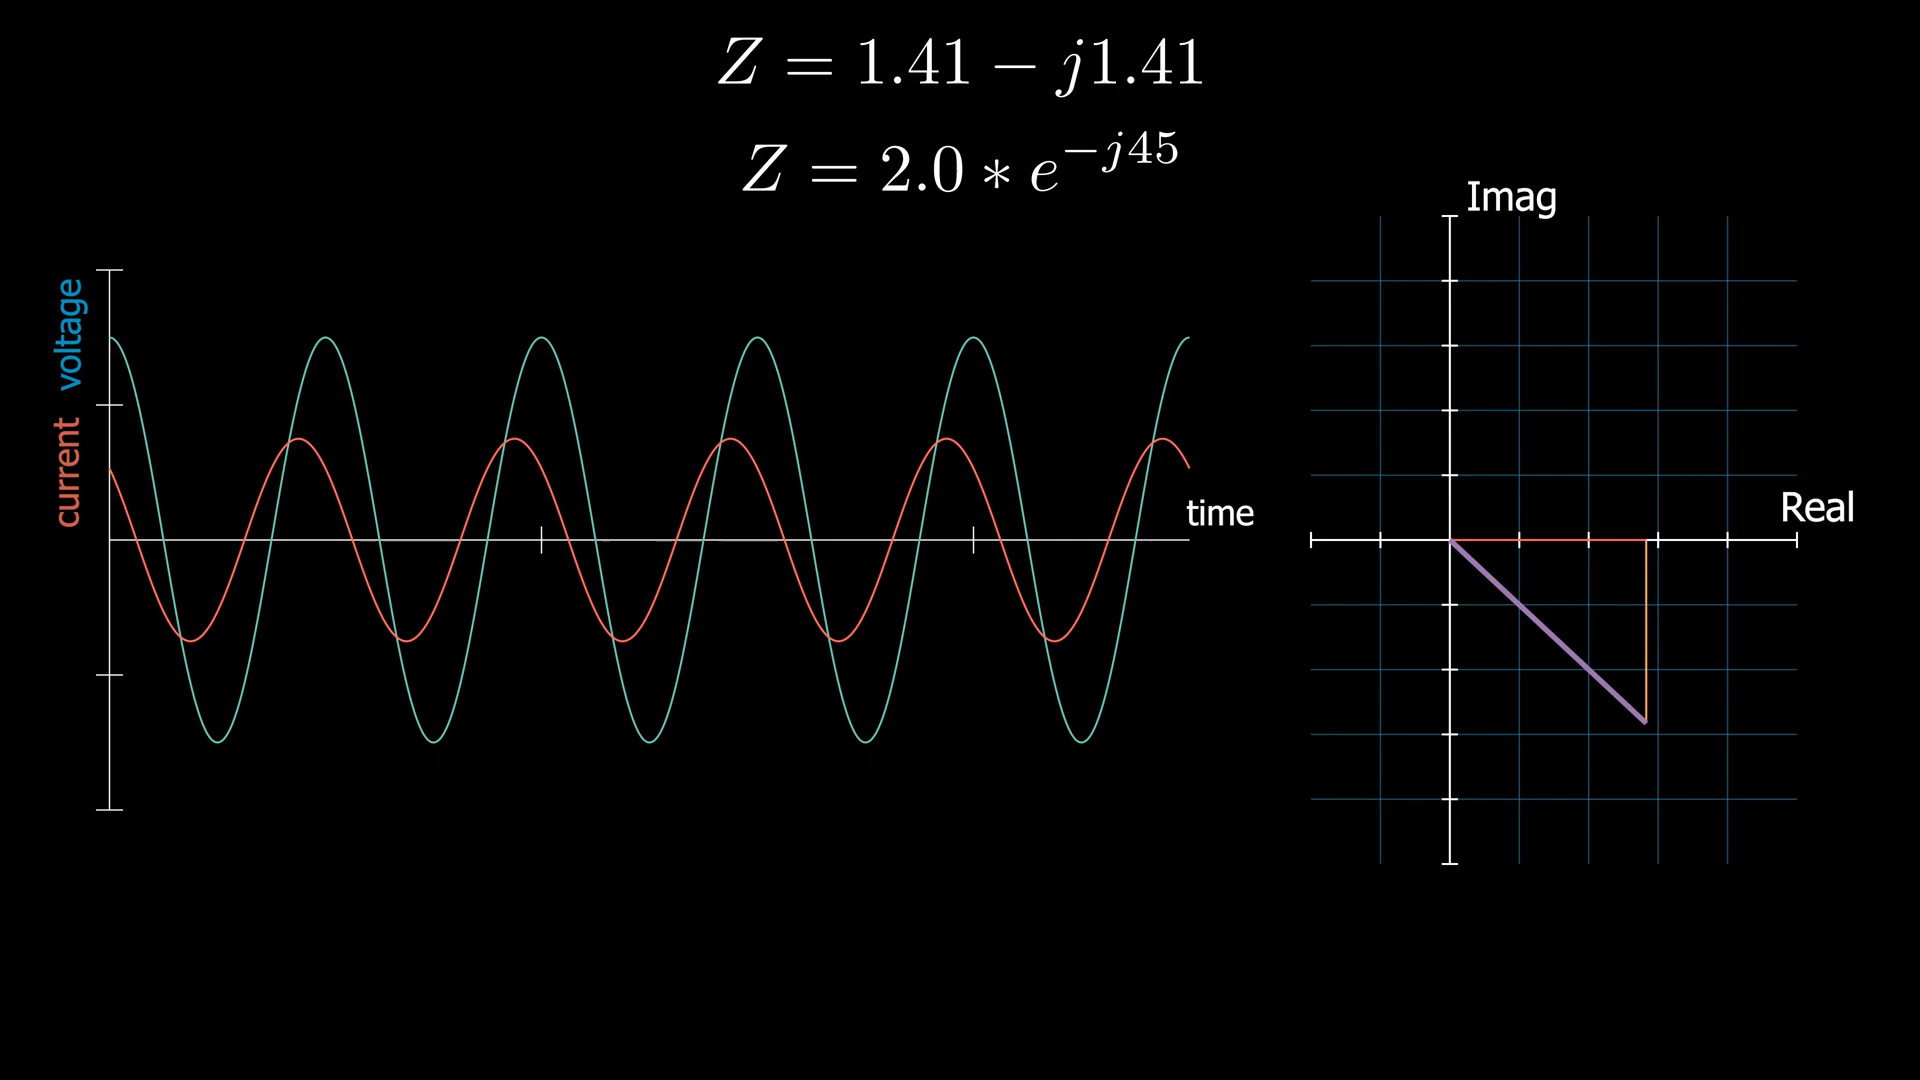 Z = 1.41 − j1.41
Z = 2.0 ∗ e^{−j45}
Imag
voltage
current
time
Real